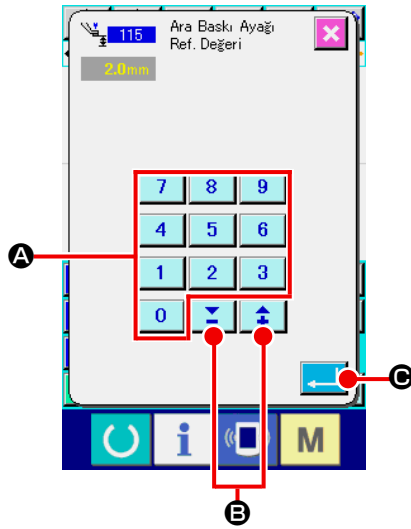 115 Ara Baskı Ayağı
Ref. Değeri
2.0mm
7 8 9
A
4 5 6
1 2 3
0
C
i M
B